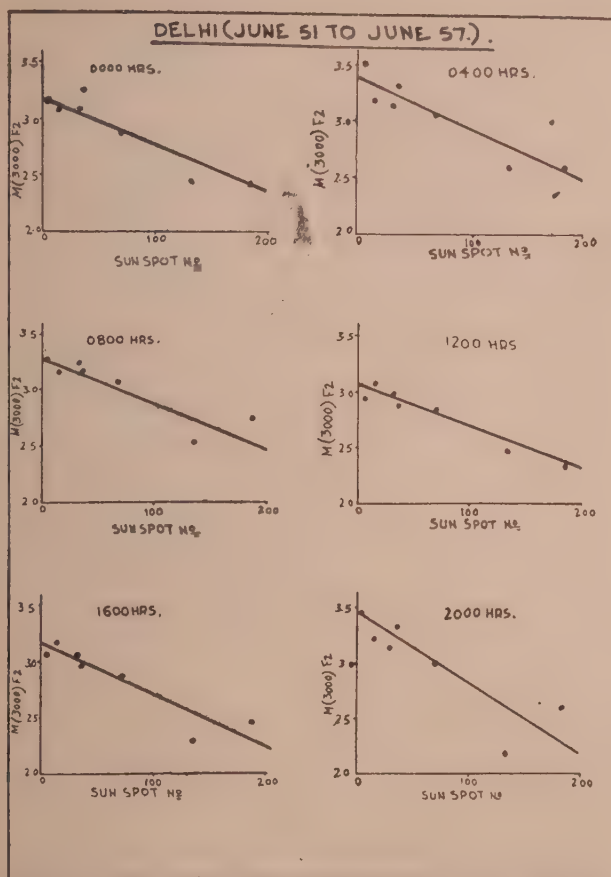 DELHI (JUNE 51 TO JUNE 57.).
0000 HRS.
M(3000) F2
3.5
3.0
2.5
2.0
0
100
200
SUN SPOT Nº
0400 HRS.
M(3000) F2
3.5
3.0
2.5
2.0
0
100
200
SUN SPOT Nº
0800 HRS.
M(3000) F2
3.5
3.0
2.5
2.0
0
100
200
SUN SPOT Nº
1200 HRS
M(3000) F2
3.5
3.0
2.5
2.0
0
100
200
SUN SPOT Nº
1600 HRS.
M(3000) F2
3.5
3.0
2.5
2.0
0
100
200
SUN SPOT Nº
2000 HRS.
M(3000) F2
3.5
3.0
2.5
2.0
0
100
200
SUN SPOT Nº